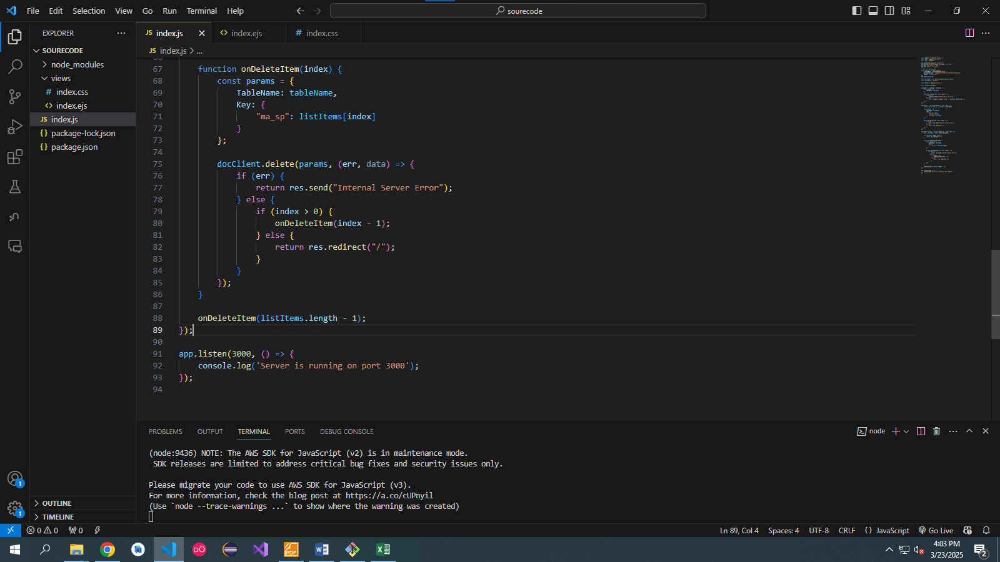 File Edit Selection View Go Run Terminal Help
sourecode
EXPLORER
SOURECODE
node_modules
views
# index.css
<> index.ejs
JS index.js
{} package-lock.json
{} package.json
OUTLINE
TIMELINE
JS index.js
<> index.ejs
# index.css
JS index.js > ...
67 function onDeleteItem(index) {
68 const params = {
69 TableName: tableName,
70 Key: {
71 "ma_sp": listItems[index]
72 }
73 };
74
75 docClient.delete(params, (err, data) => {
76 if (err) {
77 return res.send("Internal Server Error");
78 } else {
79 if (index > 0) {
80 onDeleteItem(index - 1);
81 } else {
82 return res.redirect("/");
83 }
84 }
85 });
86 }
87
88 onDeleteItem(listItems.length - 1);
89 });
90
91 app.listen(3000, () => {
92 console.log('Server is running on port 3000');
93 });
94
PROBLEMS OUTPUT TERMINAL PORTS DEBUG CONSOLE
node
(node:9436) NOTE: The AWS SDK for JavaScript (v2) is in maintenance mode.
SDK releases are limited to address critical bug fixes and security issues only.
Please migrate your code to use AWS SDK for JavaScript (v3).
For more information, check the blog post at https://a.co/cUPnyil
(Use `node --trace-warnings ...` to show where the warning was created)
1
1
0 0 0
Ln 89, Col 4 Spaces: 4 UTF-8 CRLF {} JavaScript Go Live
PDF
4:03 PM
3/23/2025
2